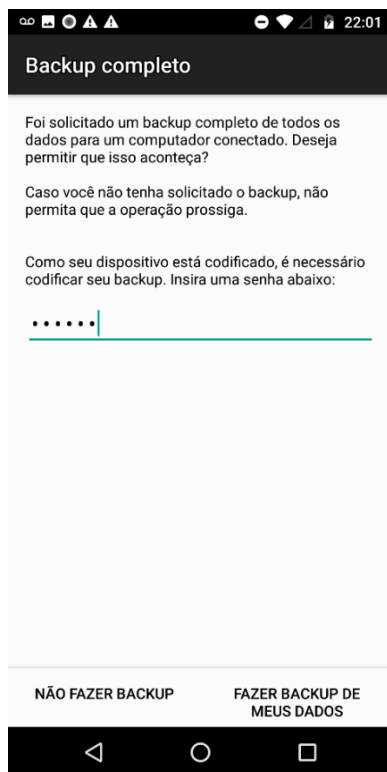 22:01
Backup completo
Foi solicitado um backup completo de todos os
dados para um computador conectado. Deseja
permitir que isso aconteça?
Caso você não tenha solicitado o backup, não
permita que a operação prossiga.
Como seu dispositivo está codificado, é necessário
codificar seu backup. Insira uma senha abaixo:
••••••
NÃO FAZER BACKUP
FAZER BACKUP DE
MEUS DADOS